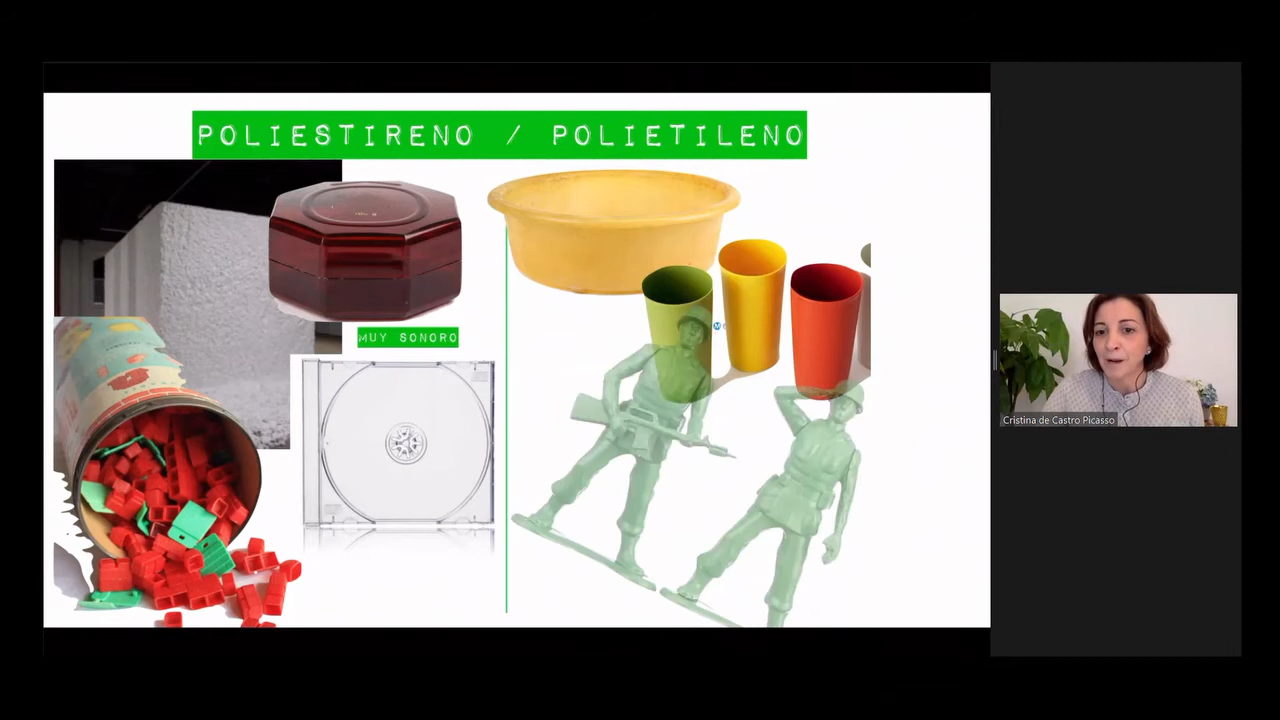 POLIESTIRENO / POLIETILENO
MUY SONORO
Cristina de Castro Picasso